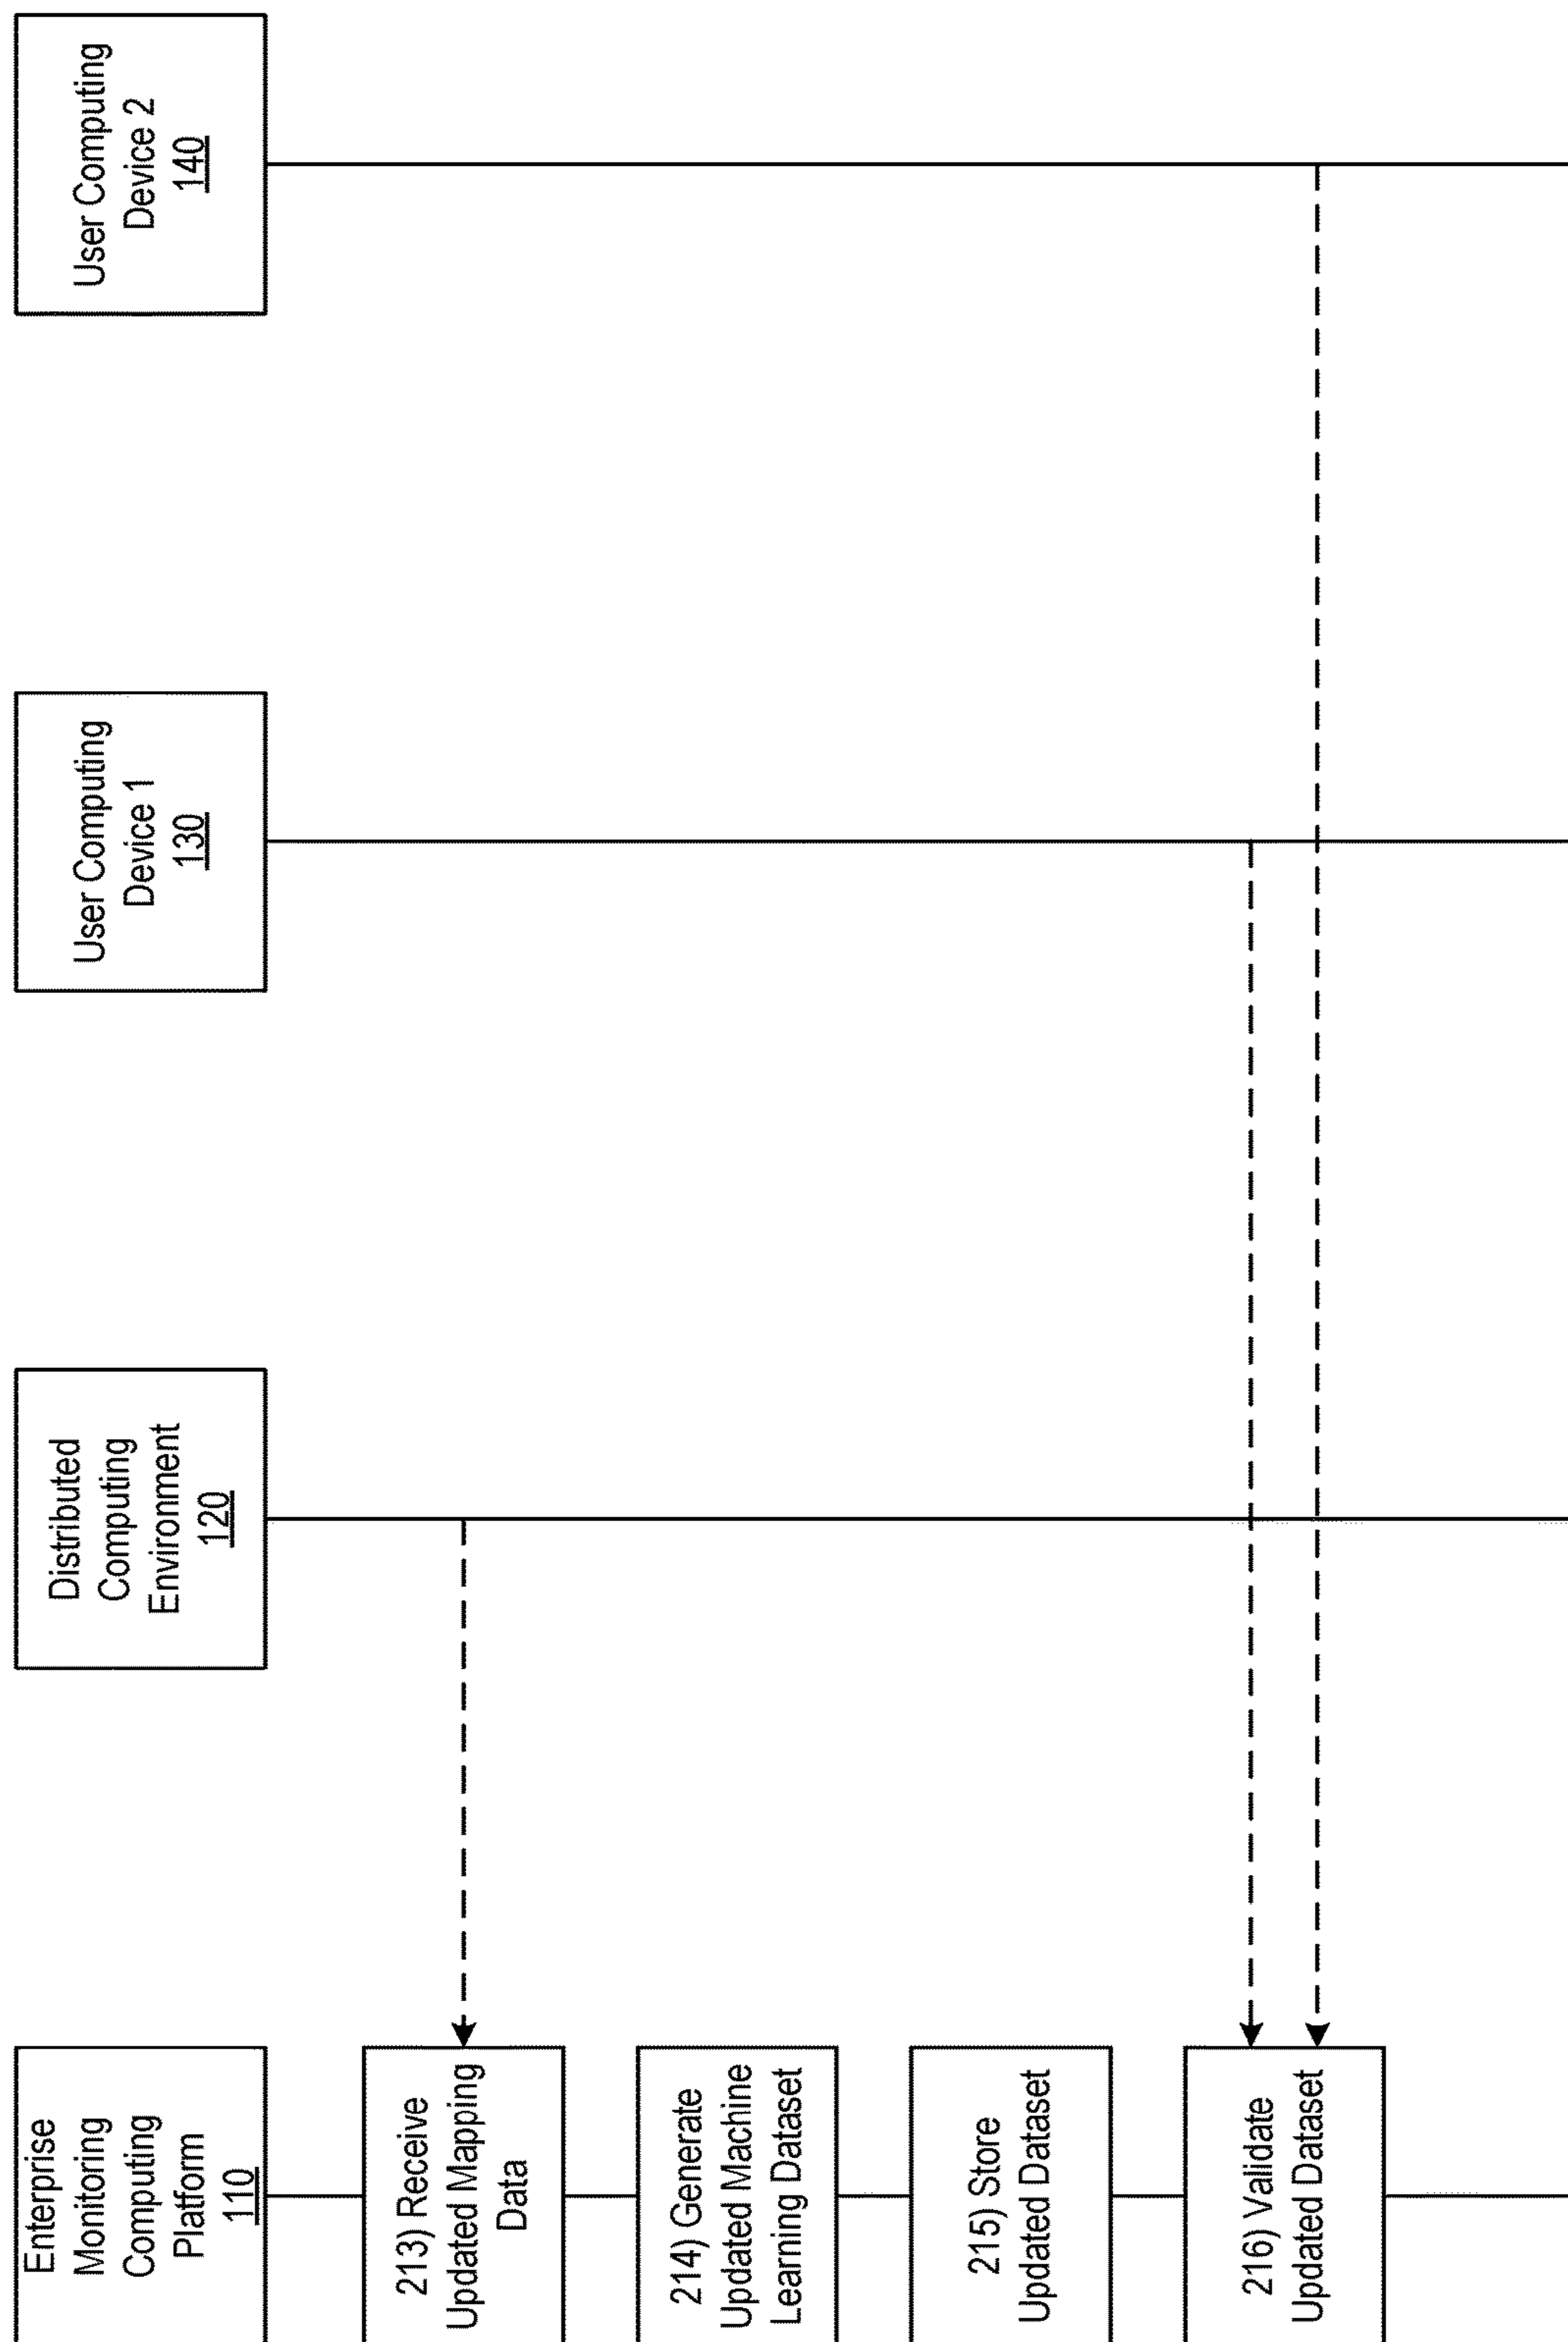 Enterprise
Monitoring
Computing
Platform
110
Distributed
Computing
Environment
120
User Computing
Device 1
130
User Computing
Device 2
140
213) Receive
Updated Mapping
Data
214) Generate
Updated Machine
Learning Dataset
215) Store
Updated Dataset
216) Validate
Updated Dataset